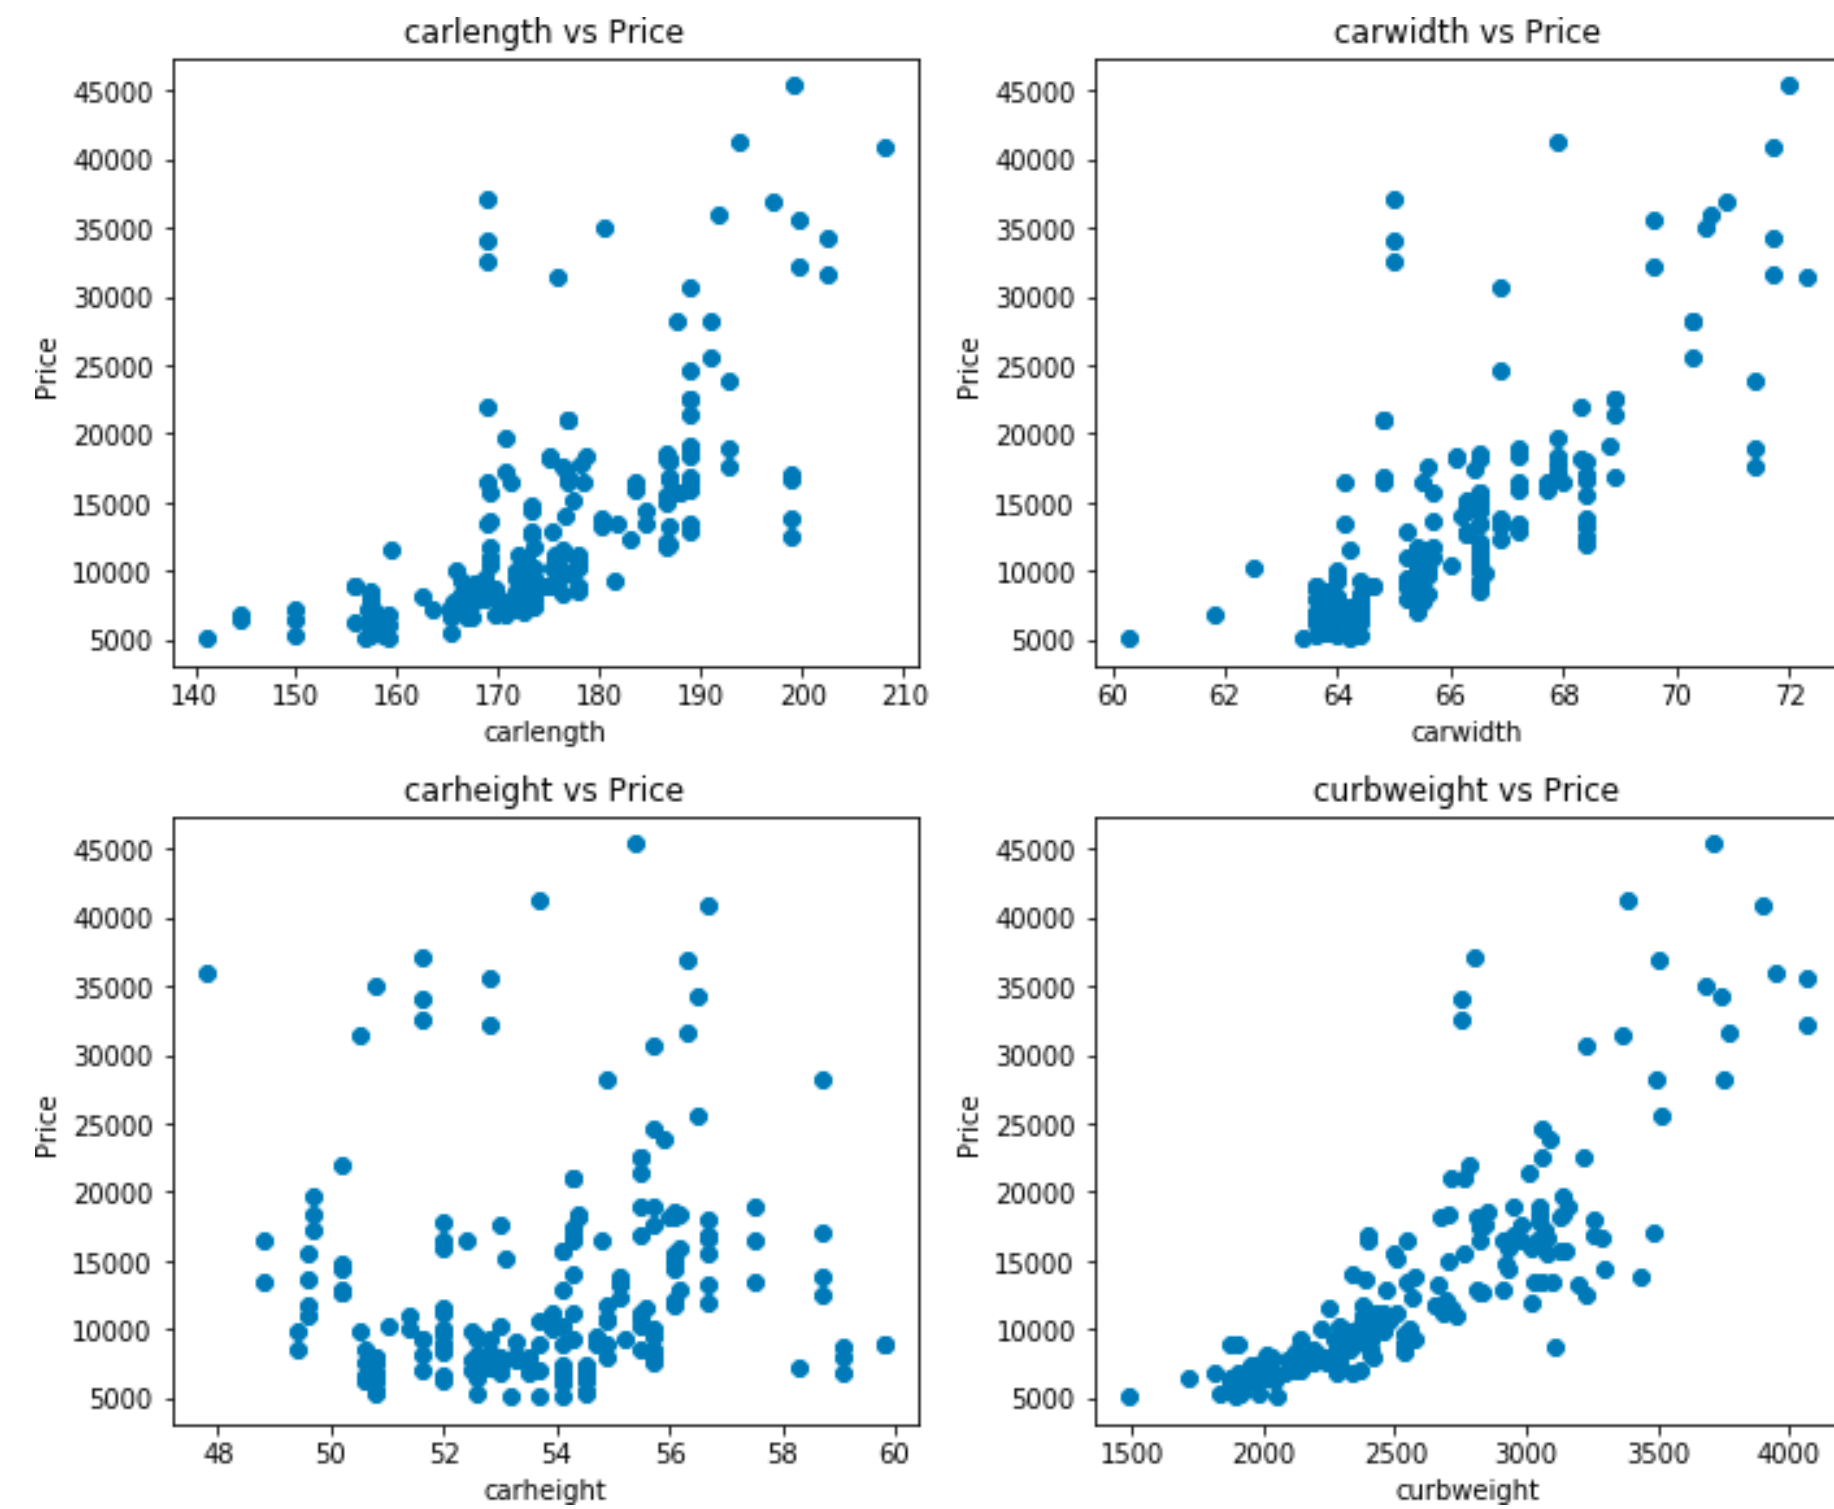 carlength vs Price
45000
40000
35000
30000
25000
20000
15000
10000
5000
Price
140 150 160 170 180 190 200 210
carlength
carwidth vs Price
45000
40000
35000
30000
25000
20000
15000
10000
5000
Price
60 62 64 66 68 70 72
carwidth
carheight vs Price
45000
40000
35000
30000
25000
20000
15000
10000
5000
Price
48 50 52 54 56 58 60
carheight
curbweight vs Price
45000
40000
35000
30000
25000
20000
15000
10000
5000
Price
1500 2000 2500 3000 3500 4000
curbweight